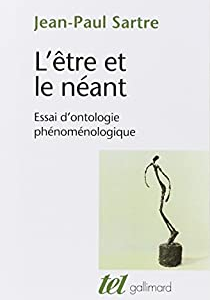 Jean-Paul Sartre
L'être et
le néant
Essai d'ontologie
phénoménologique
tel gallimard